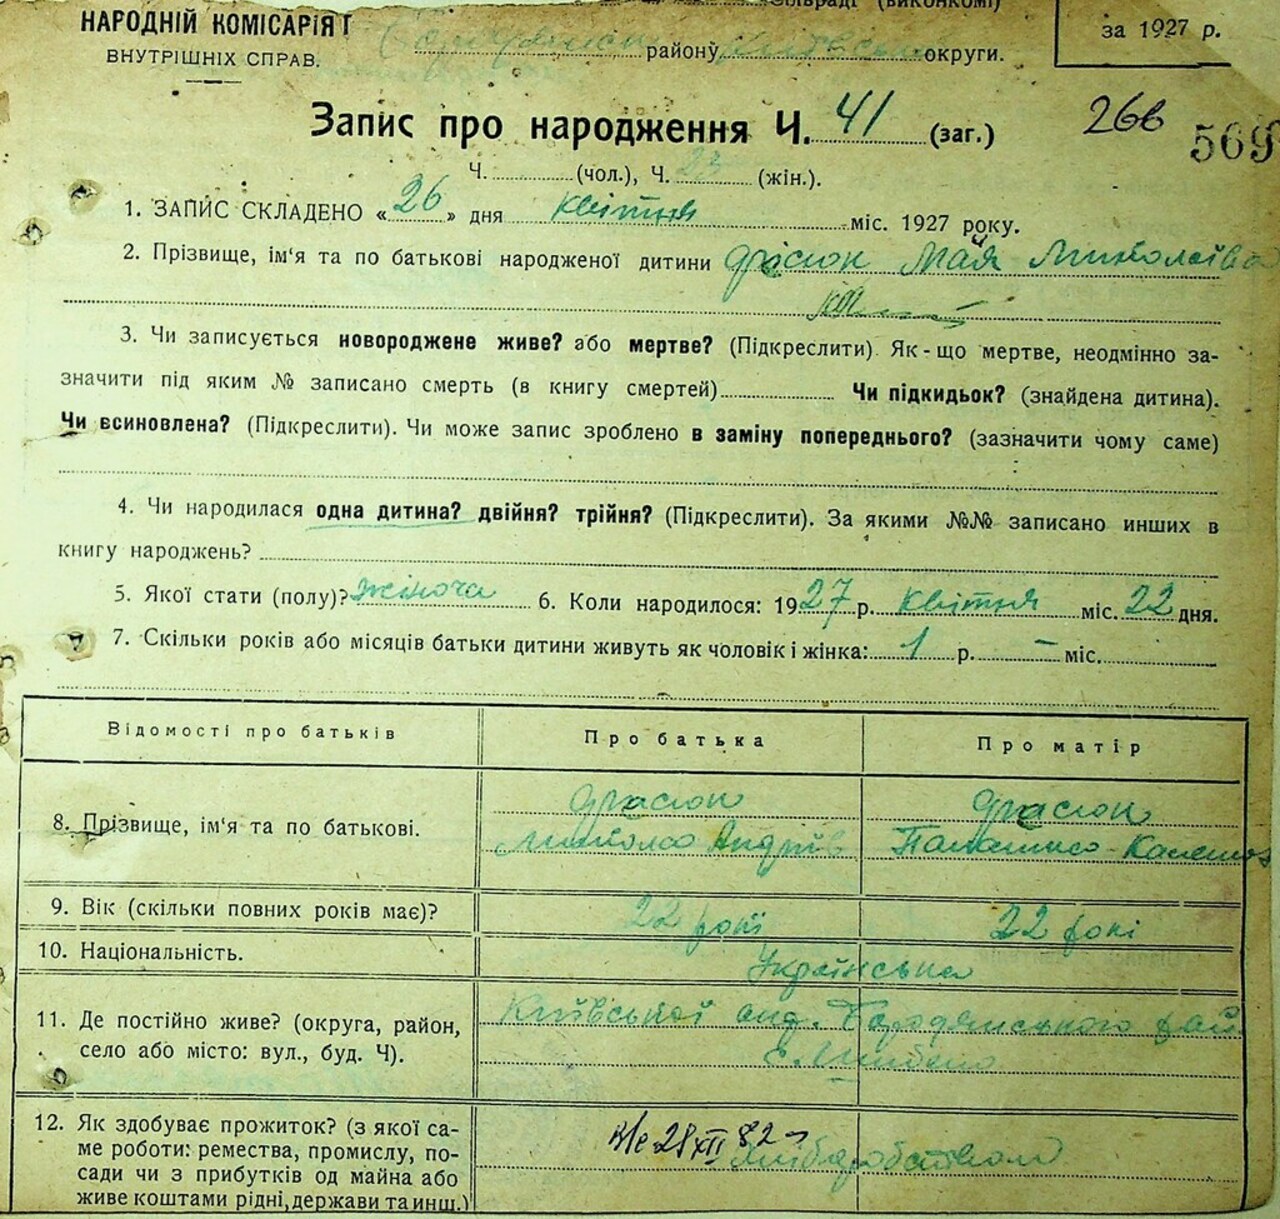 (виконкомі)
НАРОДНІЙ КОМІСАРІЯТ
ВНУТРІШНІХ СПРАВ.
району округи.
за 1927 р.
Запис про народження Ч. 41 (заг.)
26в 569
Ч. (чол.), Ч. 23 (жін.).
1. ЗАПИС СКЛАДЕНО «26» дня квітня міс. 1927 року.
2. Прізвище, ім'я та по батькові народженої дитини Майя Миколаївна
3. Чи записується новороджене живе? або мертве? (Підкреслити). Як-що мертве, неодмінно за-
значити під яким № записано смерть (в книгу смертей) Чи підкидьок? (знайдена дитина).
Чи всиновлена? (Підкреслити). Чи може запис зроблено в заміну попереднього? (зазначити чому саме)
4. Чи народилася одна дитина? двійня? трійня? (Підкреслити). За якими №№ записано инших в
книгу народжень?
5. Якої стати (полу)? жіноча 6. Коли народилося: 1927 р. квітня міс. 22 дня.
7. Скільки років або місяців батьки дитини живуть як чоловік і жінка: 1 р. – міс.
Відомості про батьків Про батька Про матір
8. Прізвище, ім'я та по батькові.
Микола Андріїв
9. Вік (скільки повних років має)? 22 роки 22 роки
10. Національність. Українська
11. Де постійно живе? (округа, район,
село або місто: вул., буд. Ч).
Київської окр. Бородянського рай.
12. Як здобуває прожиток? (з якої са-
ме роботи: ремества, промислу, по-
сади чи з прибутків од майна або
живе коштами рідні, держави та инш.)
28 XII 82